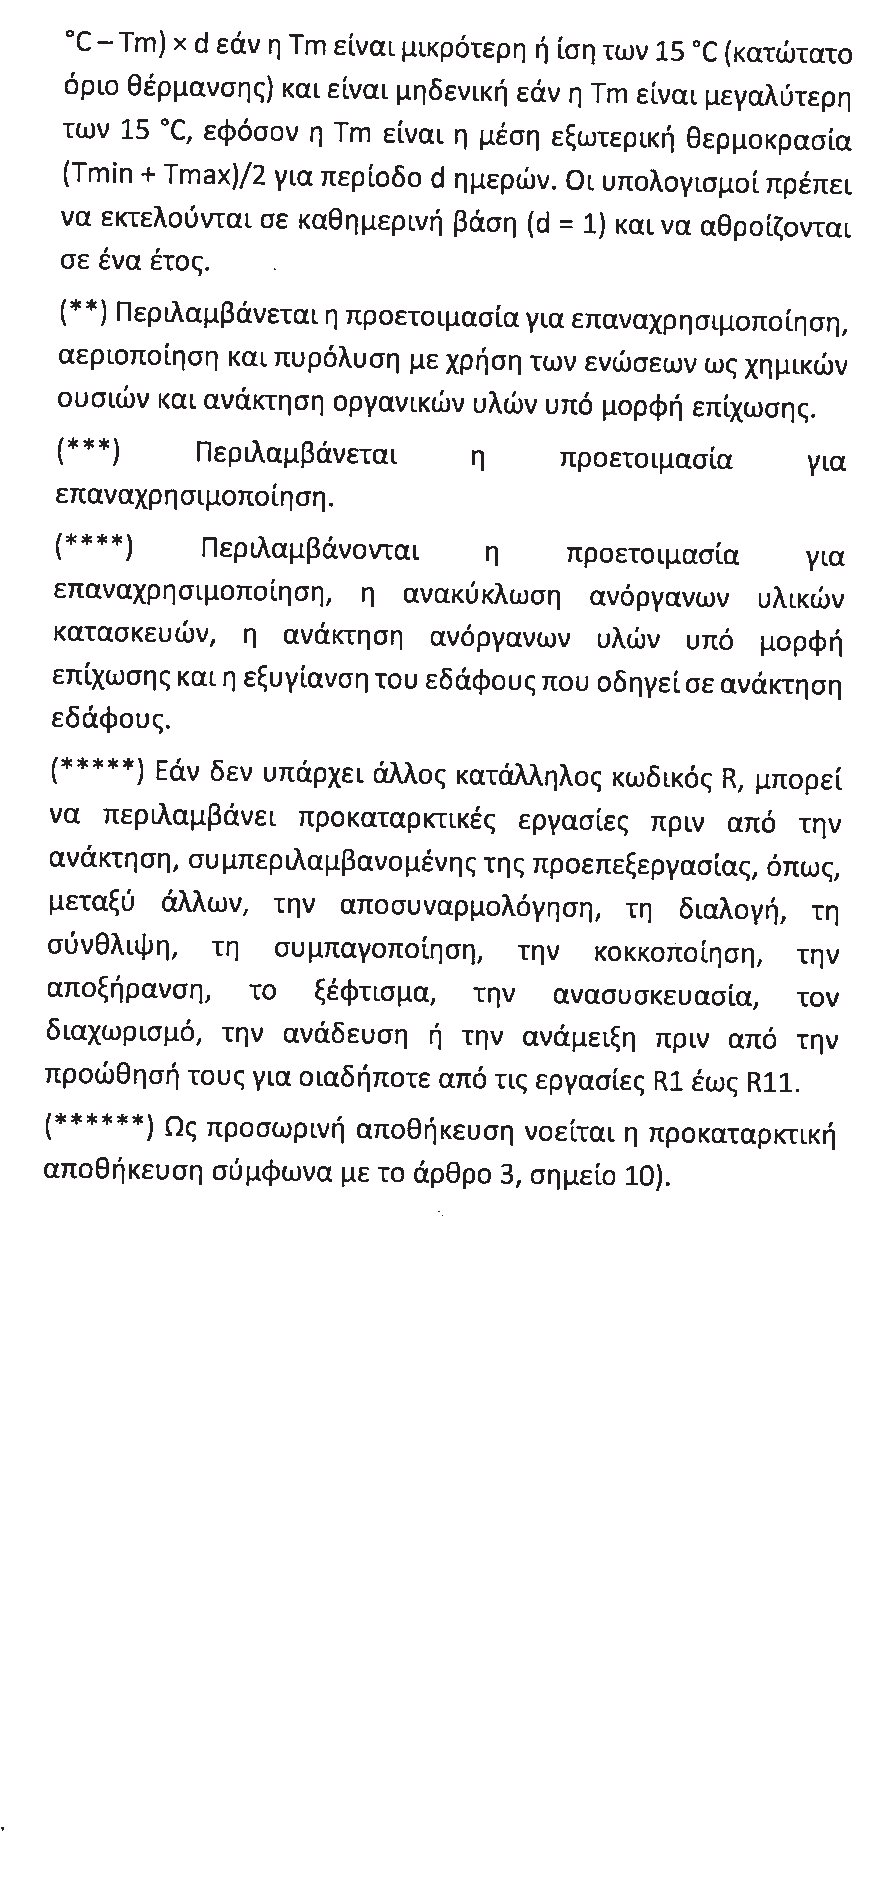 °C – Tm) × d εάν η Tm είναι μικρότερη ή ίση των 15 °C (κατώτατο
όριο θέρμανσης) και είναι μηδενική εάν η Tm είναι μεγαλύτερη
των 15 °C, εφόσον η Tm είναι η μέση εξωτερική θερμοκρασία
(Tmin + Tmax)/2 για περίοδο d ημερών. Οι υπολογισμοί πρέπει
να εκτελούνται σε καθημερινή βάση (d = 1) και να αθροίζονται
σε ένα έτος.
(**) Περιλαμβάνεται η προετοιμασία για επαναχρησιμοποίηση,
αεριοποίηση και πυρόλυση με χρήση των ενώσεων ως χημικών
ουσιών και ανάκτηση οργανικών υλών υπό μορφή επίχωσης.
(***) Περιλαμβάνεται η προετοιμασία για
επαναχρησιμοποίηση.
(****) Περιλαμβάνονται η προετοιμασία για
επαναχρησιμοποίηση, η ανακύκλωση ανόργανων υλικών
κατασκευών, η ανάκτηση ανόργανων υλών υπό μορφή
επίχωσης και η εξυγίανση του εδάφους που οδηγεί σε ανάκτηση
εδάφους.
(*****) Εάν δεν υπάρχει άλλος κατάλληλος κωδικός R, μπορεί
να περιλαμβάνει προκαταρκτικές εργασίες πριν από την
ανάκτηση, συμπεριλαμβανομένης της προεπεξεργασίας, όπως,
μεταξύ άλλων, την αποσυναρμολόγηση, τη διαλογή, τη
σύνθλιψη, τη συμπαγοποίηση, την κοκκοποίηση, την
αποξήρανση, το ξέφτισμα, την ανασυσκευασία, τον
διαχωρισμό, την ανάδευση ή την ανάμειξη πριν από την
προώθησή τους για οιαδήποτε από τις εργασίες R1 έως R11.
(******) Ως προσωρινή αποθήκευση νοείται η προκαταρκτική
αποθήκευση σύμφωνα με το άρθρο 3, σημείο 10).